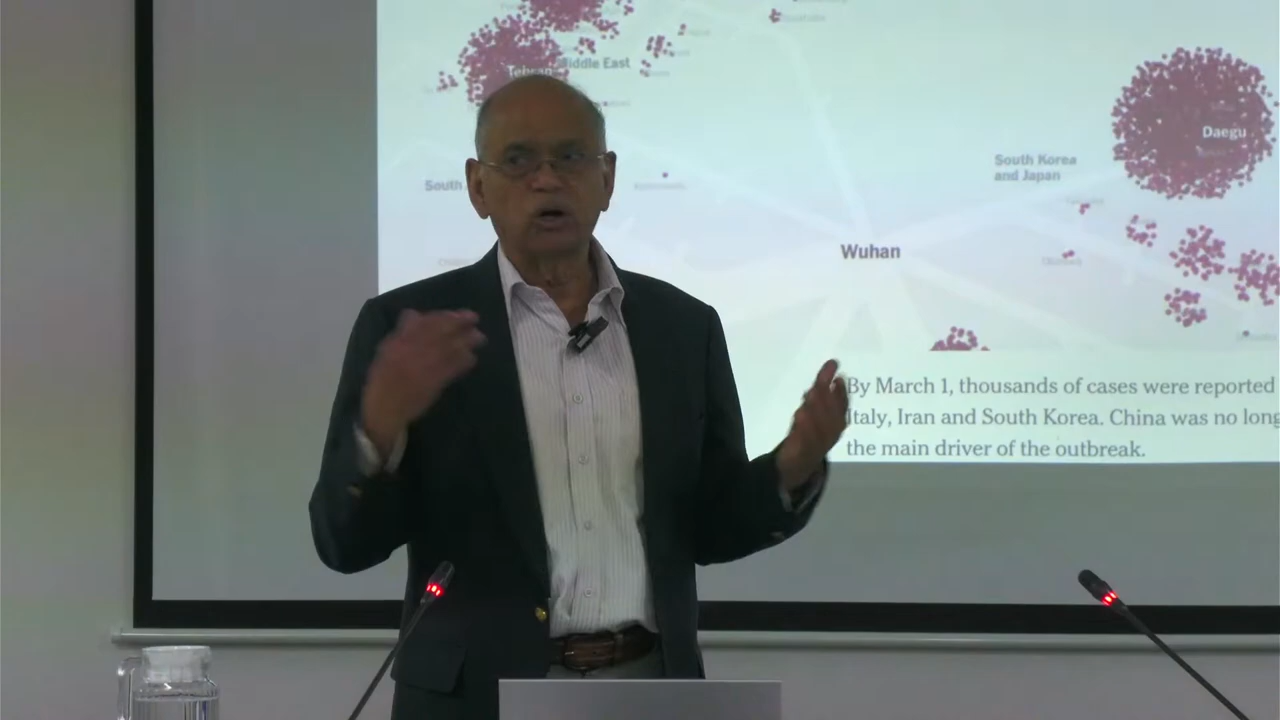 Middle East
Tehran
Daegu
South Korea
and Japan
South
Wuhan
By March 1, thousands of cases were reported
Italy, Iran and South Korea. China was no long
the main driver of the outbreak.